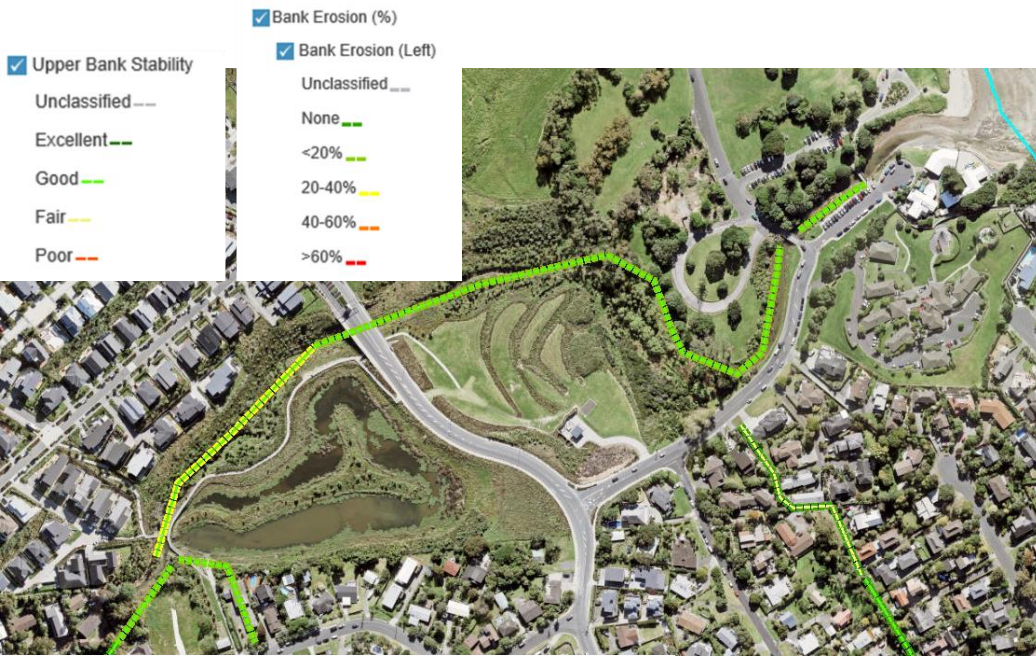 Upper Bank Stability
Unclassified
Excellent
Good
Fair
Poor
Bank Erosion (%)
Bank Erosion (Left)
Unclassified
None
<20%
20-40%
40-60%
>60%